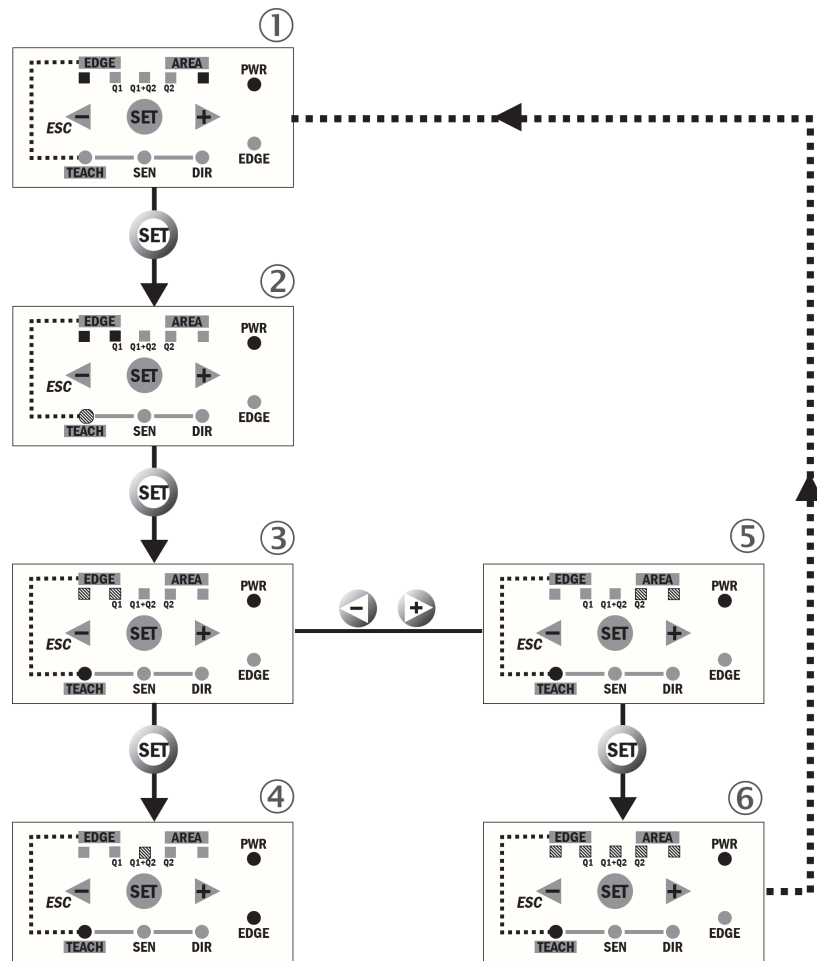 ①
EDGE AREA PWR
Q1 Q1+Q2 Q2
ESC − SET +
TEACH SEN DIR EDGE
SET
②
EDGE AREA PWR
Q1 Q1+Q2 Q2
ESC − SET +
TEACH SEN DIR EDGE
SET
③
EDGE AREA PWR
Q1 Q1+Q2 Q2
ESC − SET +
TEACH SEN DIR EDGE
− +
⑤
EDGE AREA PWR
Q1 Q1+Q2 Q2
ESC − SET +
TEACH SEN DIR EDGE
SET
SET
④
EDGE AREA PWR
Q1 Q1+Q2 Q2
ESC − SET +
TEACH SEN DIR EDGE
⑥
EDGE AREA PWR
Q1 Q1+Q2 Q2
ESC − SET +
TEACH SEN DIR EDGE